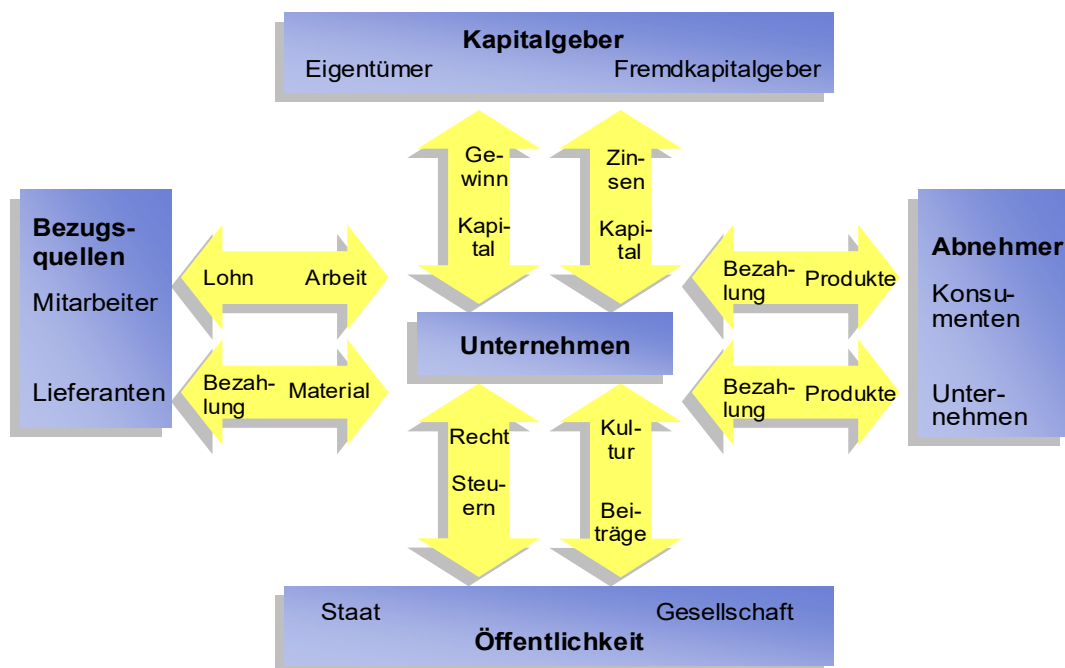 Kapitalgeber
Eigentümer Fremdkapitalgeber
Ge-
winn
Kapi-
tal
Zin-
sen
Kapi-
tal
Bezugs-
quellen
Mitarbeiter
Lieferanten
Lohn Arbeit
Bezah-
lung
Material
Unternehmen
Bezah-
lung
Produkte
Bezah-
lung
Produkte
Abnehmer
Konsu-
menten
Unter-
nehmen
Recht
Steu-
ern
Kul-
tur
Bei-
träge
Staat Gesellschaft
Öffentlichkeit